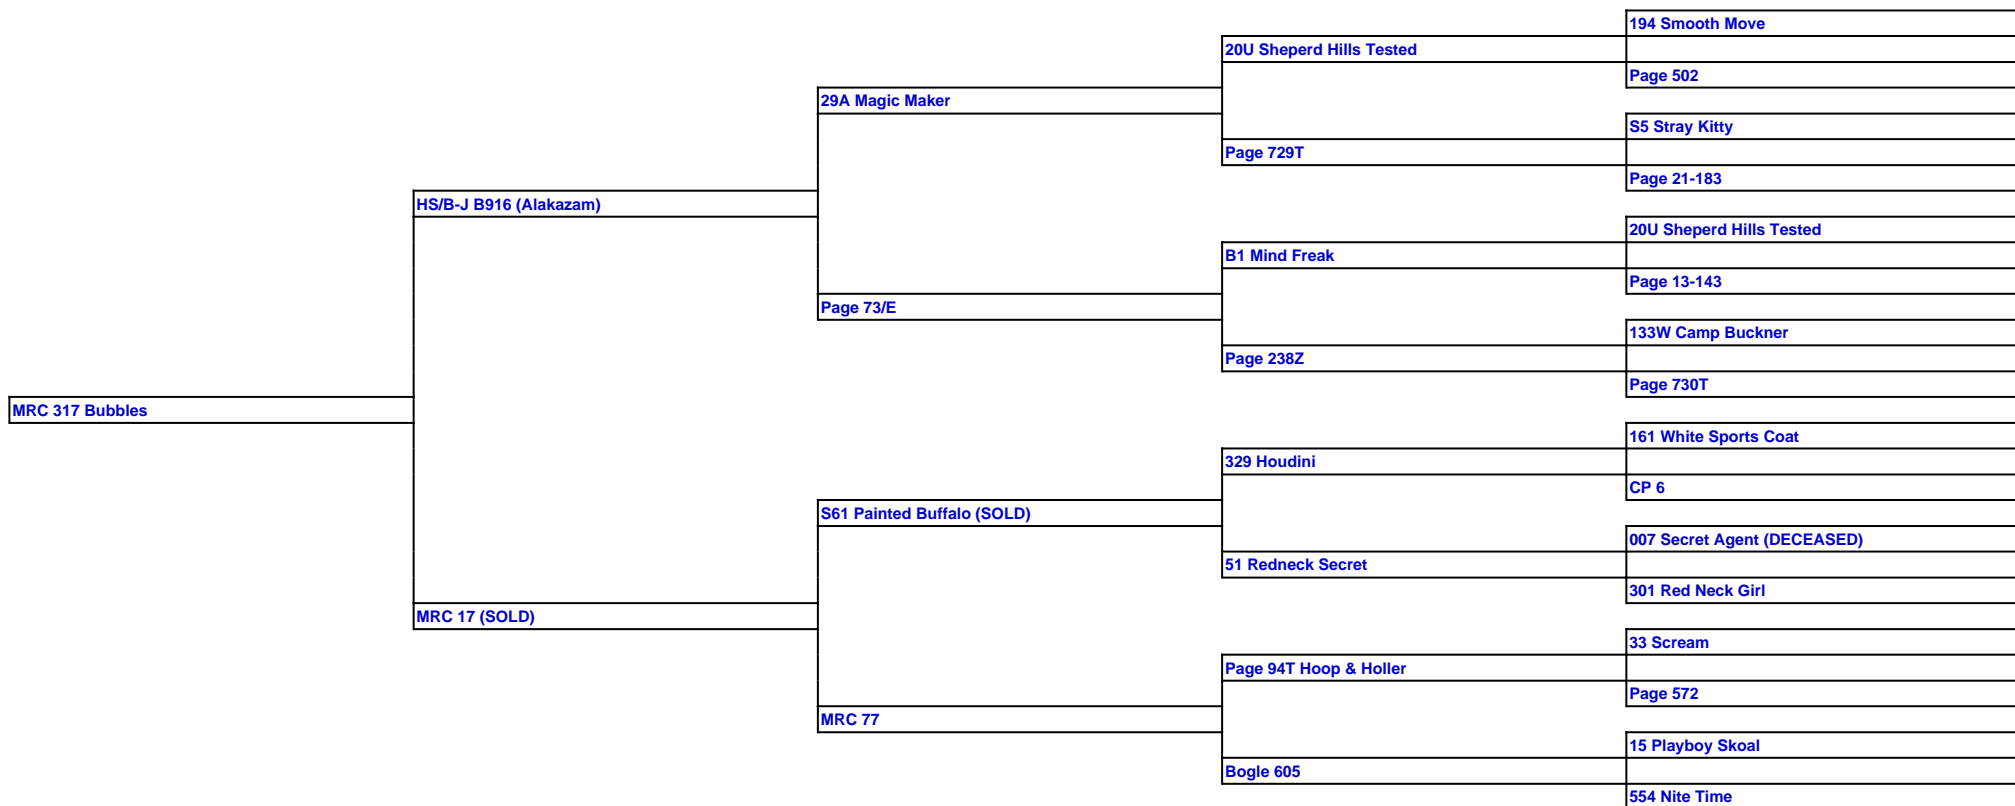 194 Smooth Move
20U Sheperd Hills Tested
Page 502
29A Magic Maker
S5 Stray Kitty
Page 729T
Page 21-183
HS/B-J B916 (Alakazam)
20U Sheperd Hills Tested
B1 Mind Freak
Page 13-143
Page 73/E
133W Camp Buckner
Page 238Z
Page 730T
MRC 317 Bubbles
161 White Sports Coat
329 Houdini
CP 6
S61 Painted Buffalo (SOLD)
007 Secret Agent (DECEASED)
51 Redneck Secret
301 Red Neck Girl
MRC 17 (SOLD)
33 Scream
Page 94T Hoop & Holler
Page 572
MRC 77
15 Playboy Skoal
Bogle 605
554 Nite Time